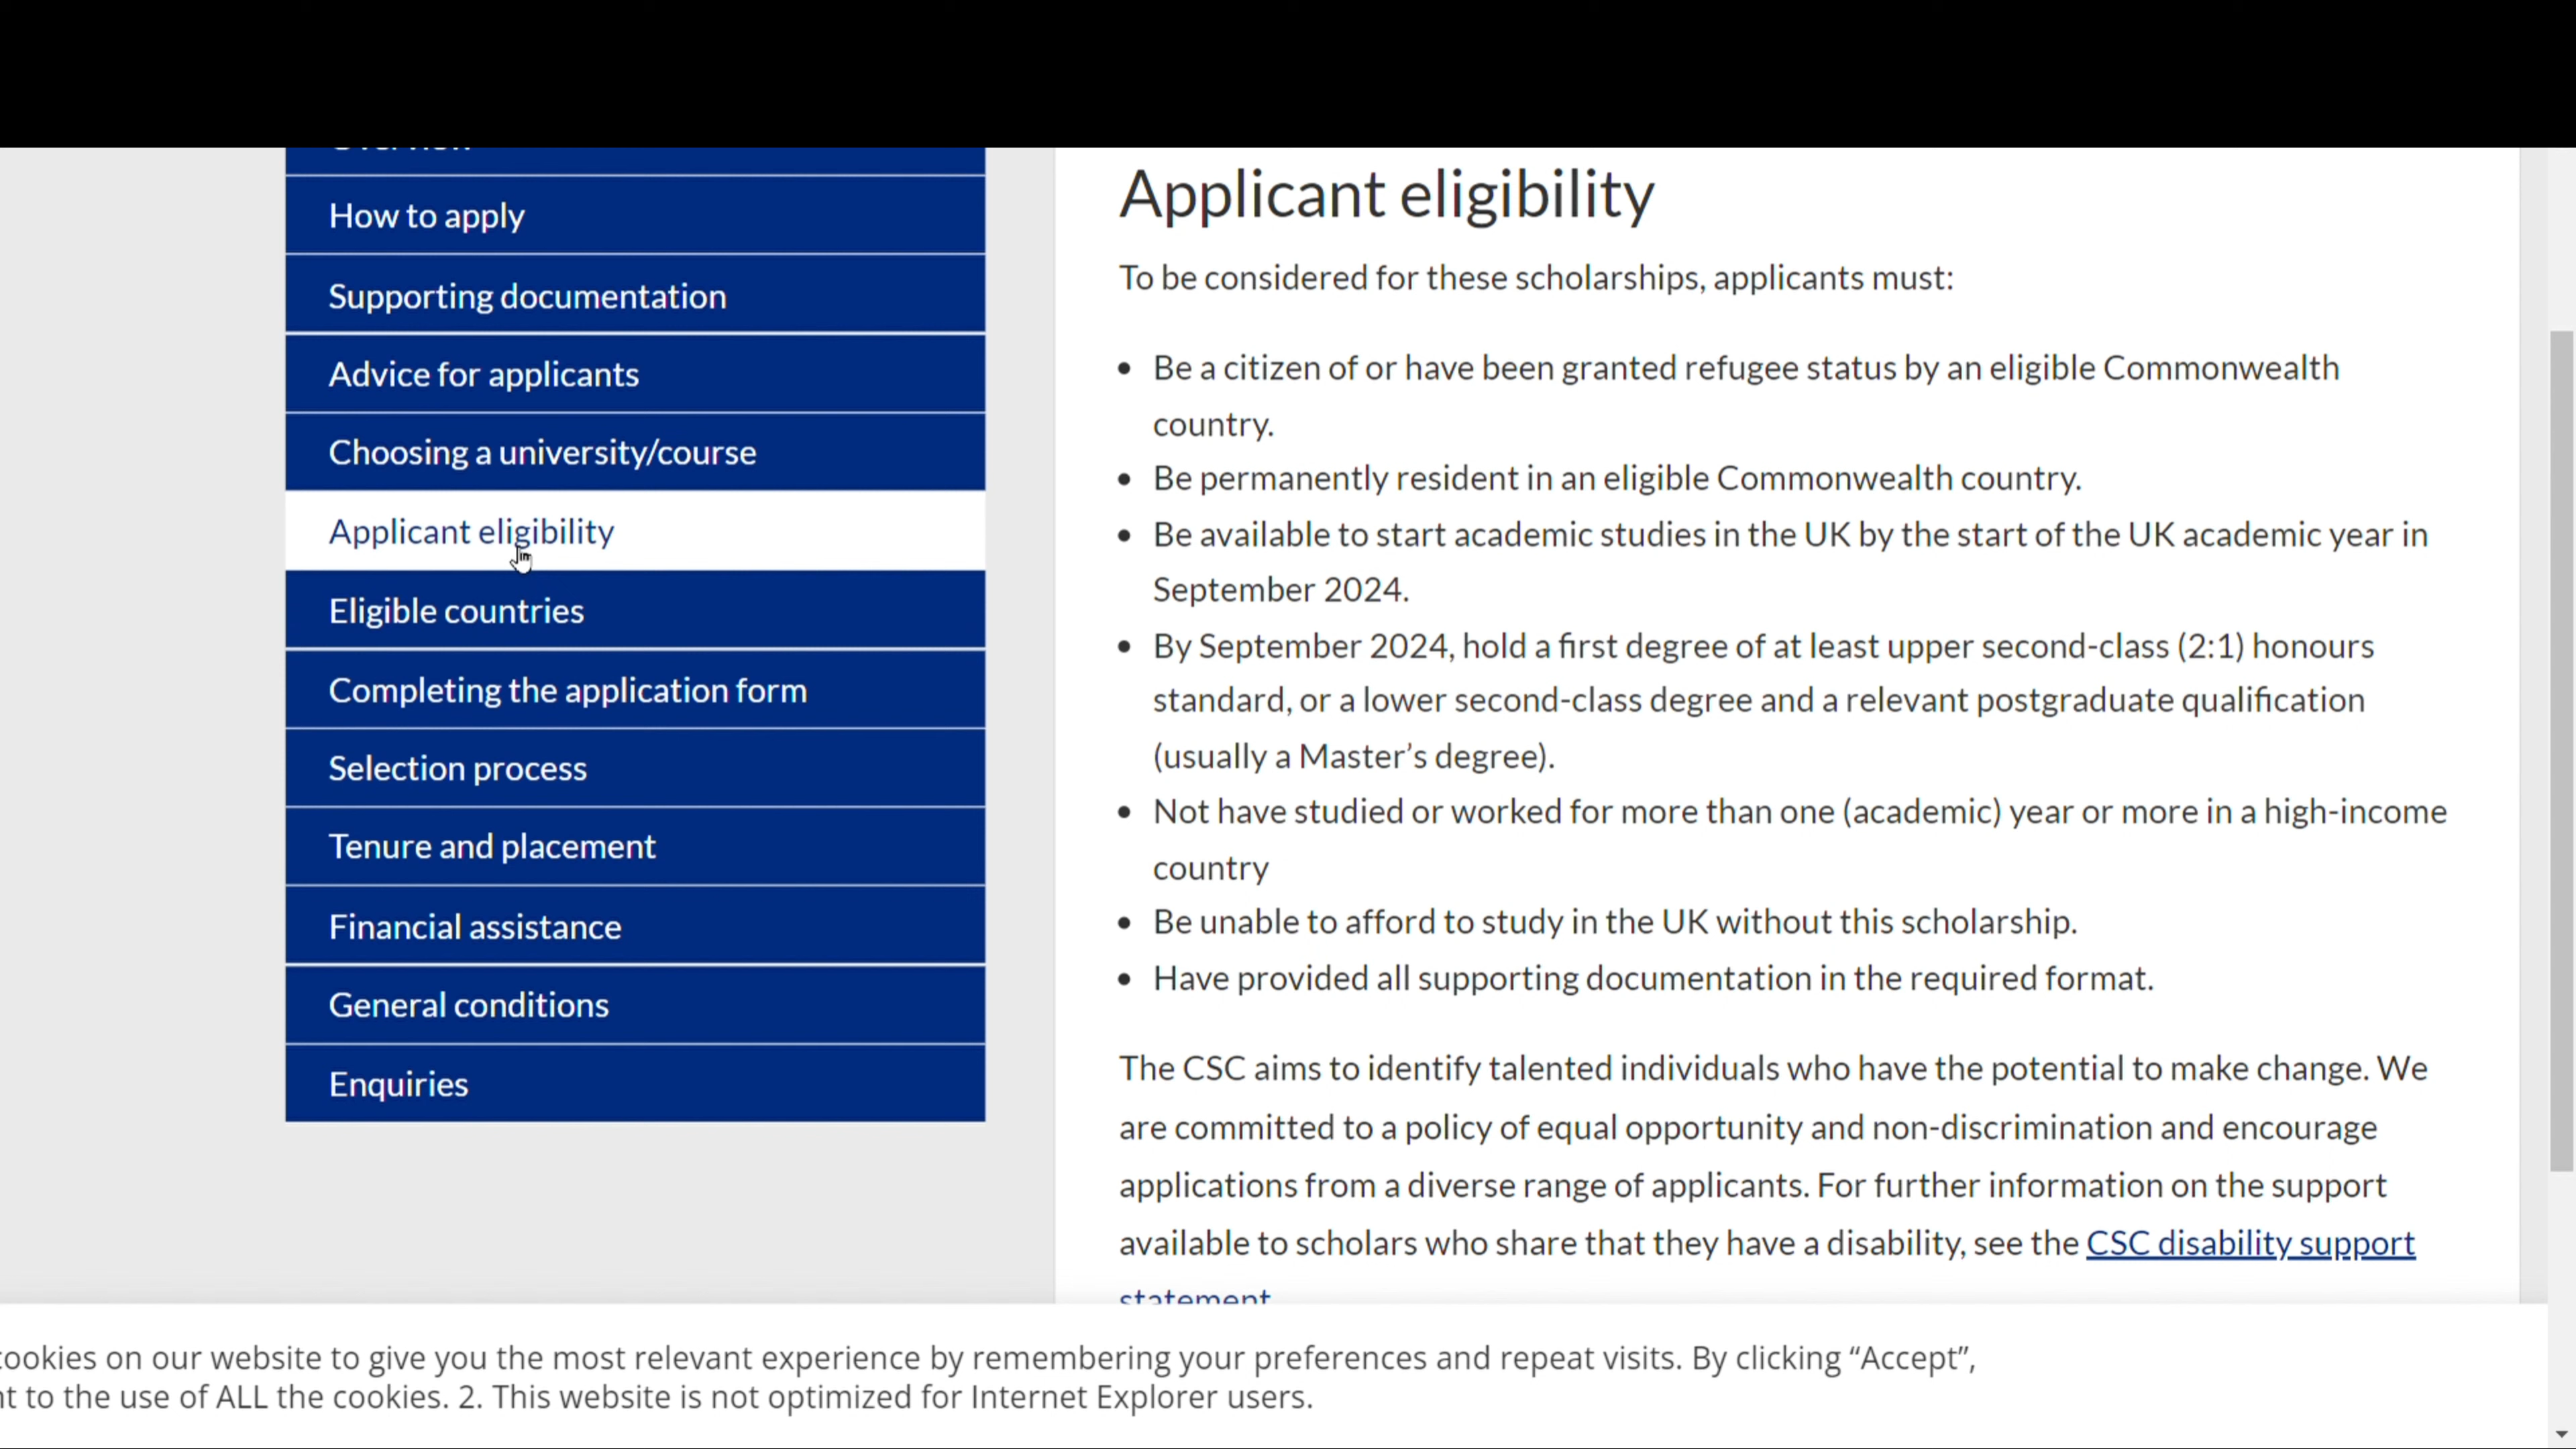 How to apply
Supporting documentation
Advice for applicants
Choosing a university/course
Applicant eligibility
Eligible countries
Completing the application form
Selection process
Tenure and placement
Financial assistance
General conditions
Enquiries
Applicant eligibility
To be considered for these scholarships, applicants must:
• Be a citizen of or have been granted refugee status by an eligible Commonwealth
country.
• Be permanently resident in an eligible Commonwealth country.
• Be available to start academic studies in the UK by the start of the UK academic year in
September 2024.
• By September 2024, hold a first degree of at least upper second-class (2:1) honours
standard, or a lower second-class degree and a relevant postgraduate qualification
(usually a Master’s degree).
• Not have studied or worked for more than one (academic) year or more in a high-income
country
• Be unable to afford to study in the UK without this scholarship.
• Have provided all supporting documentation in the required format.
The CSC aims to identify talented individuals who have the potential to make change. We
are committed to a policy of equal opportunity and non-discrimination and encourage
applications from a diverse range of applicants. For further information on the support
available to scholars who share that they have a disability, see the CSC disability support
statement
cookies on our website to give you the most relevant experience by remembering your preferences and repeat visits. By clicking “Accept”,
to the use of ALL the cookies. 2. This website is not optimized for Internet Explorer users.